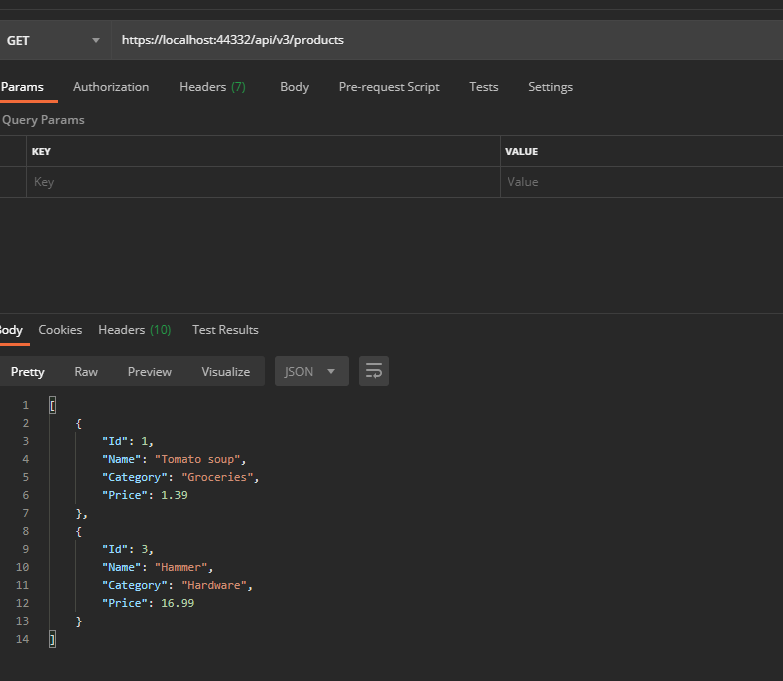 GET https://localhost:44332/api/v3/products
Params Authorization Headers (7) Body Pre-request Script Tests Settings
Query Params
KEY VALUE
Key Value
Body Cookies Headers (10) Test Results
Pretty Raw Preview Visualize JSON
1 [
2 {
3 "Id": 1,
4 "Name": "Tomato soup",
5 "Category": "Groceries",
6 "Price": 1.39
7 },
8 {
9 "Id": 3,
10 "Name": "Hammer",
11 "Category": "Hardware",
12 "Price": 16.99
13 }
14 ]